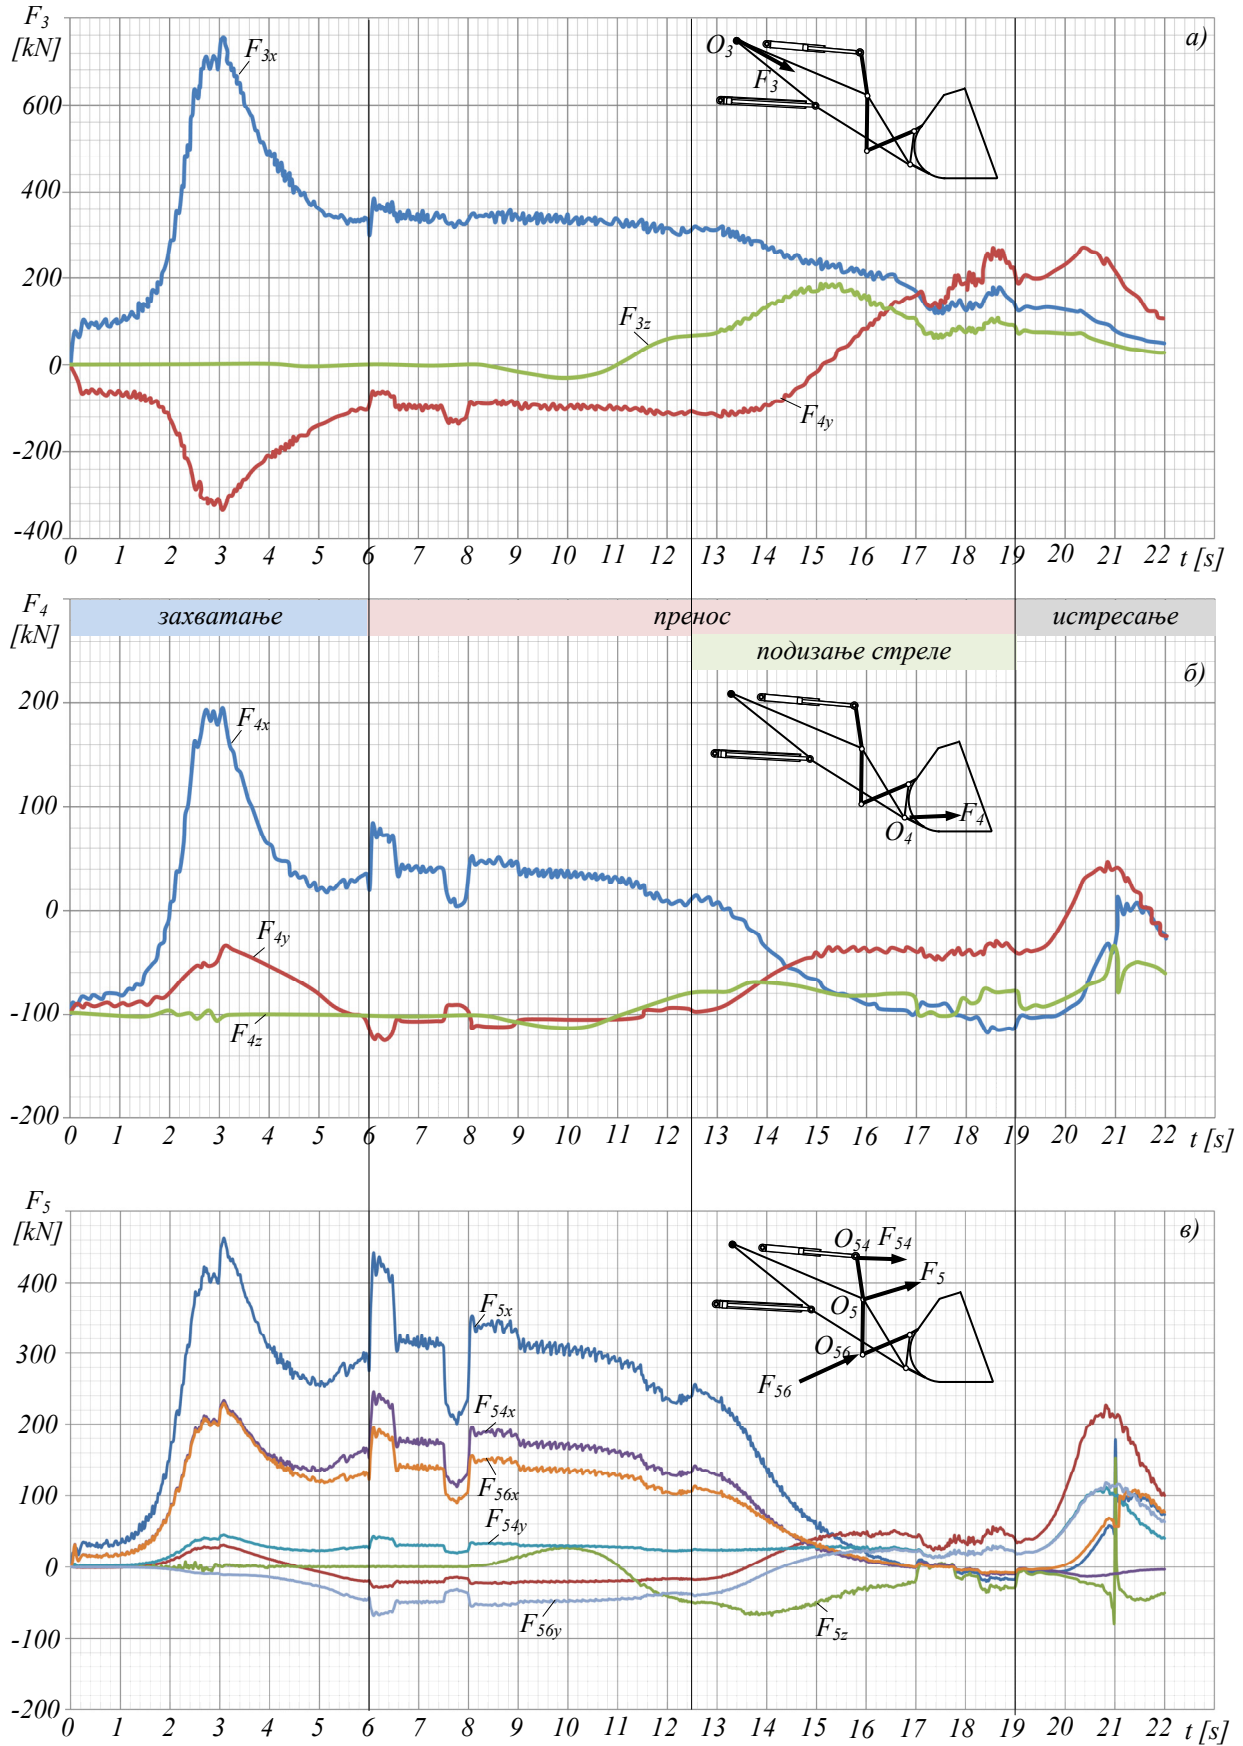 F3
[kN]
а)
F3x
O3
F3
600
400
200
F3z
0
F4y
-200
-400
0 1 2 3 4 5 6 7 8 9 10 11 12 13 14 15 16 17 18 19 20 21 22 t [s]
F4
[kN]
захватање
пренос
истресање
подизање стреле
б)
200
F4x
100
F4
O4
0
F4y
-100
F4z
-200
0 1 2 3 4 5 6 7 8 9 10 11 12 13 14 15 16 17 18 19 20 21 22 t [s]
F5
[kN]
в)
O54 F54
F5
400
F5x
O5
300
O56
F56
200
F54x
F56x
100
F54y
0
F56y
F5z
-100
-200
0 1 2 3 4 5 6 7 8 9 10 11 12 13 14 15 16 17 18 19 20 21 22 t [s]